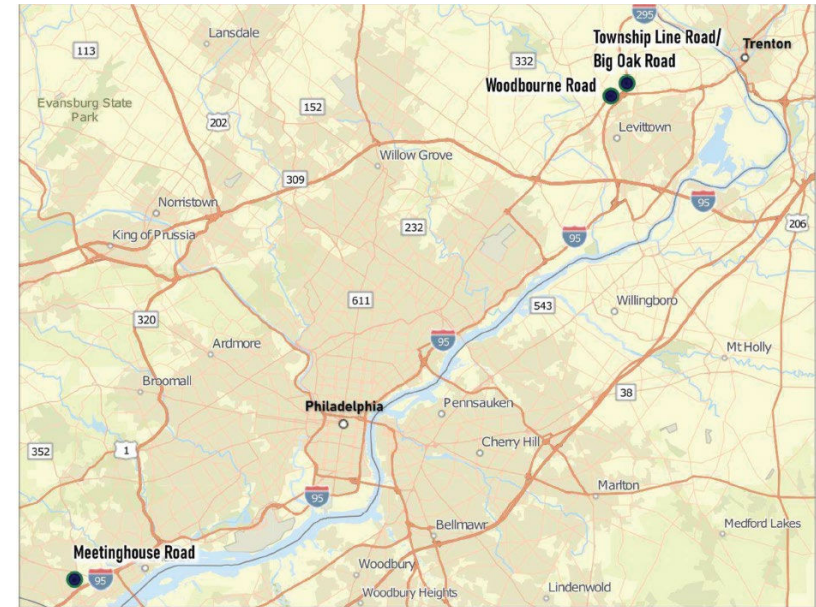 295
Lansdale
Township Line Road/
Big Oak Road
Trenton
113
332
Woodbourne Road
Evansburg State
Park
152
202
Levittown
Willow Grove
309
Norristown
95
232
206
King of Prussia
95
611
543
Willingboro
320
95
Ardmore
Mt Holly
Broomall
38
Philadelphia
Pennsauken
352
1
Cherry Hill
Marlton
95
Bellmawr
Medford Lakes
Meetinghouse Road
Woodbury
95
Woodbury Heights
Lindenwold